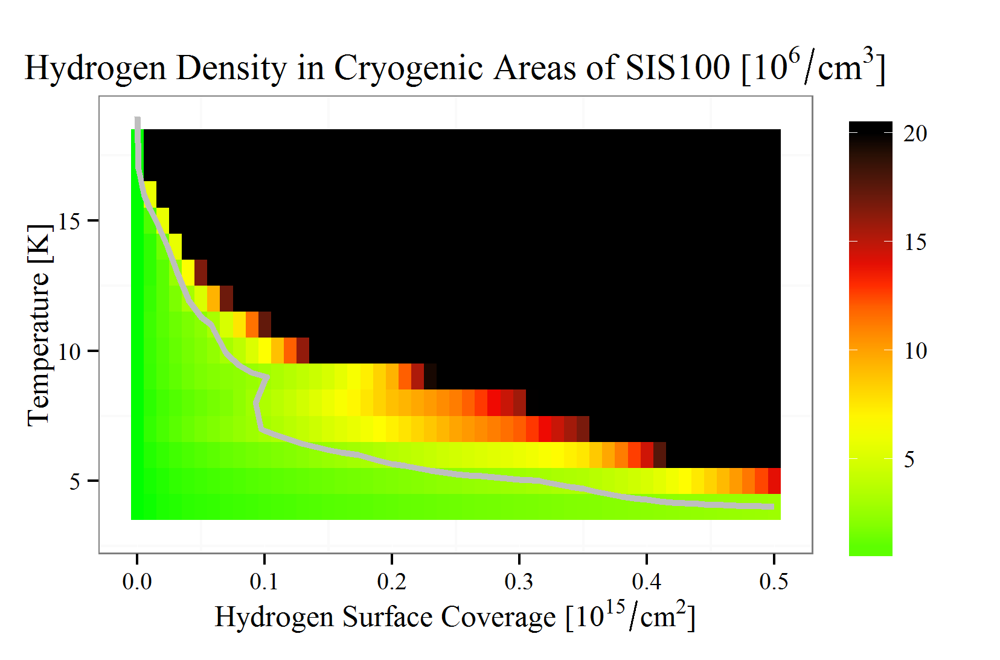 Hydrogen Density in Cryogenic Areas of SIS100 [10⁶/cm³]
20
15
10
5
Temperature [K]
15
10
5
0.0 0.1 0.2 0.3 0.4 0.5
Hydrogen Surface Coverage [10¹⁵/cm²]